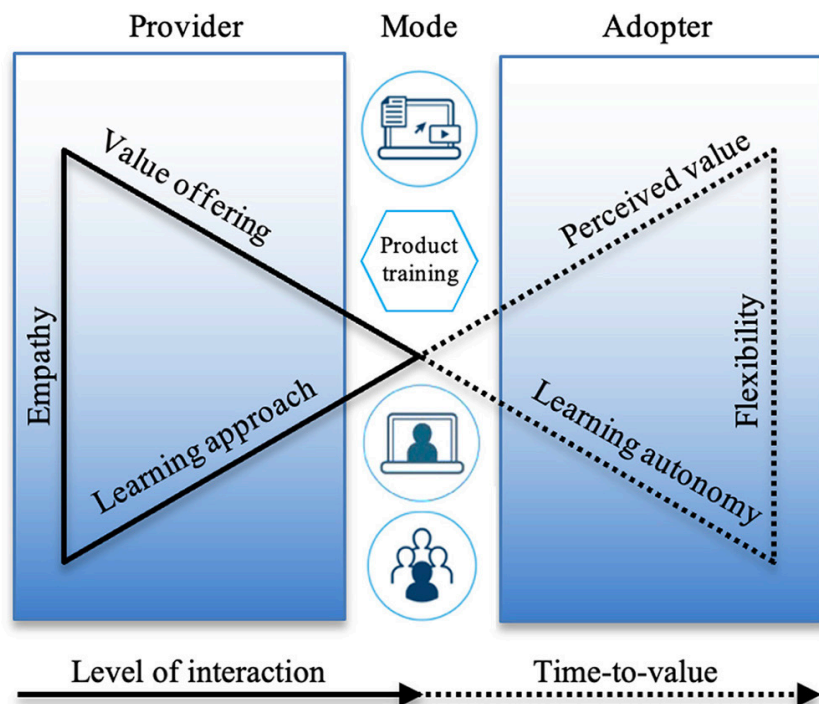 Provider
Mode
Adopter
Value offering
Empathy
Learning approach
Product
training
Perceived value
Flexibility
Learning autonomy
Level of interaction
Time-to-value